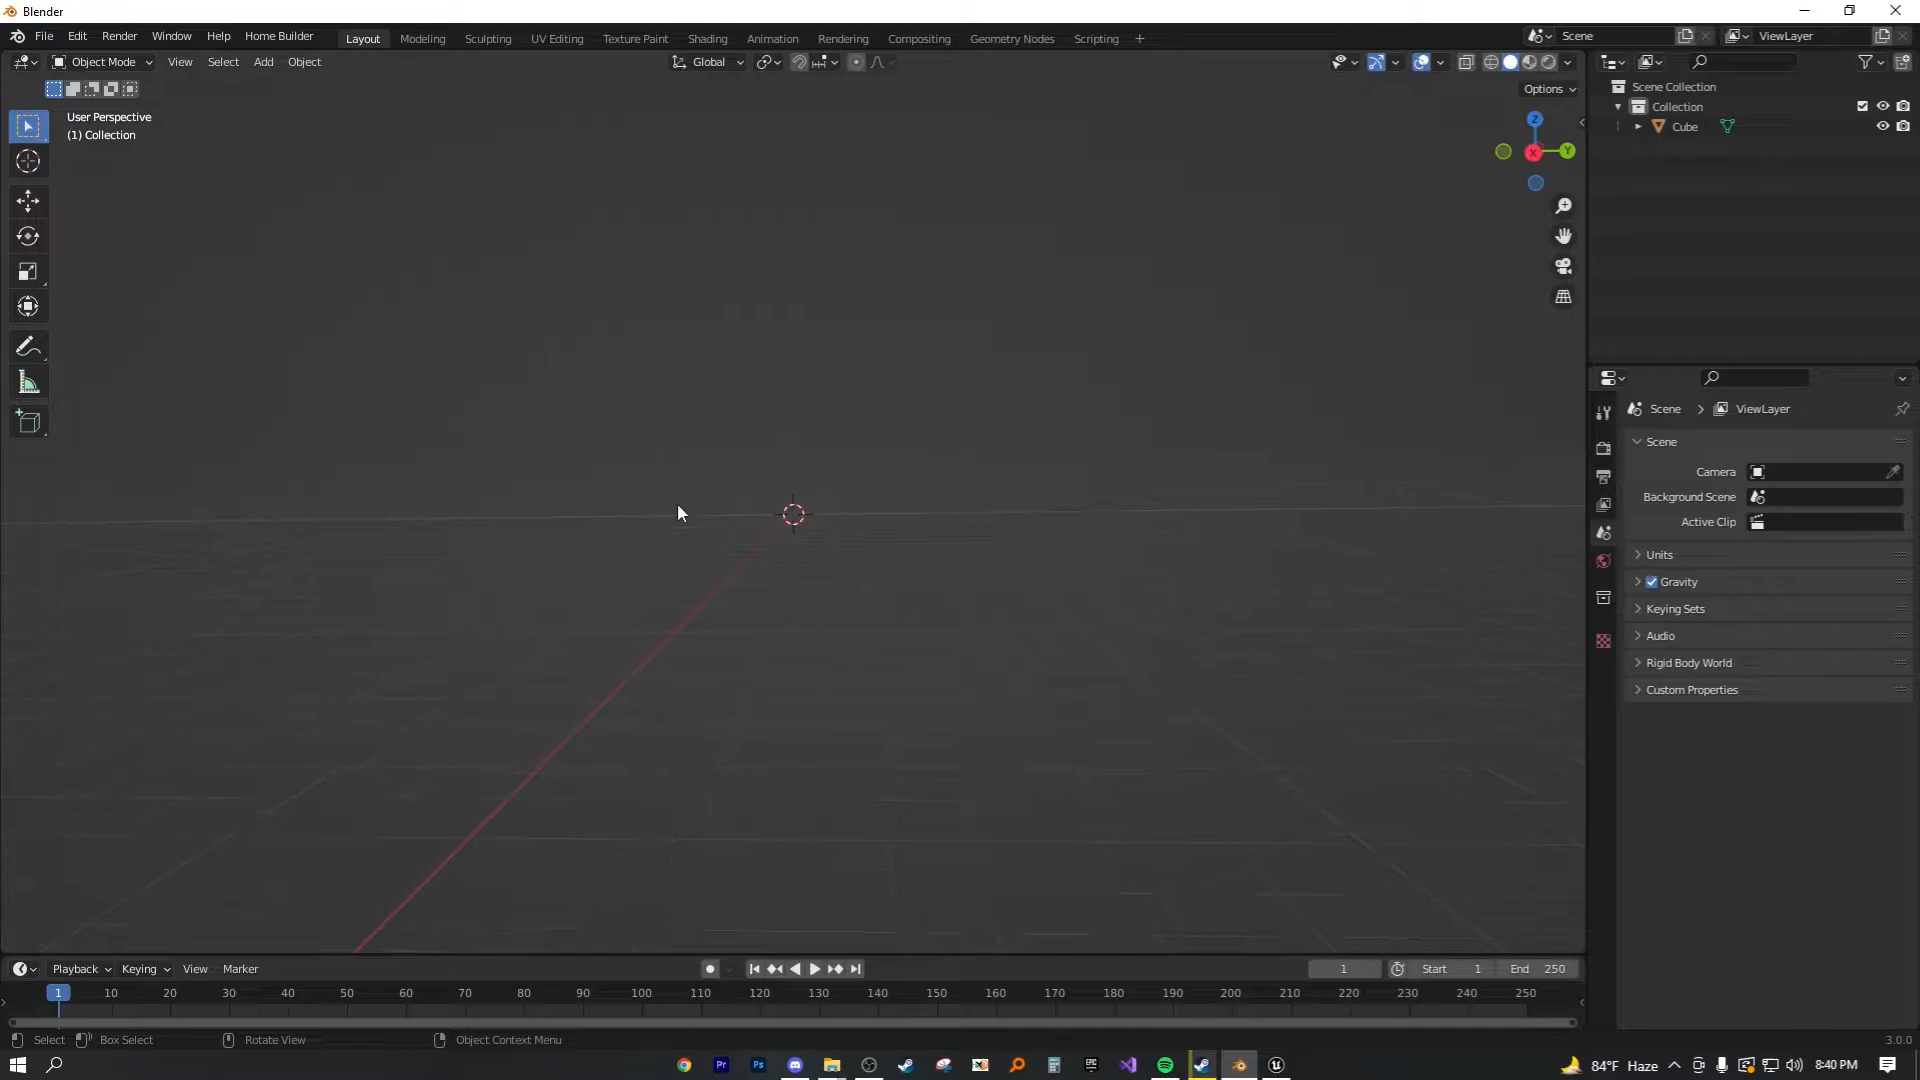 Blender
File Edit Render Window Help Home Builder Layout Modeling Sculpting UV Editing Texture Paint Shading Animation Rendering Compositing Geometry Nodes Scripting + Scene ViewLayer
Object Mode View Select Add Object Global
Options
User Perspective
(1) Collection
Z
X Y
Scene Collection
Collection
Cube
Scene > ViewLayer
Scene
Camera
Background Scene
Active Clip
Units
Gravity
Keying Sets
Audio
Rigid Body World
Custom Properties
Playback Keying View Marker 1 Start 1 End 250
1 10 20 30 40 50 60 70 80 90 100 110 120 130 140 150 160 170 180 190 200 210 220 230 240 250
Select Box Select Rotate View Object Context Menu 3.0.0
Pr Ps EPIC 84°F Haze 8:40 PM